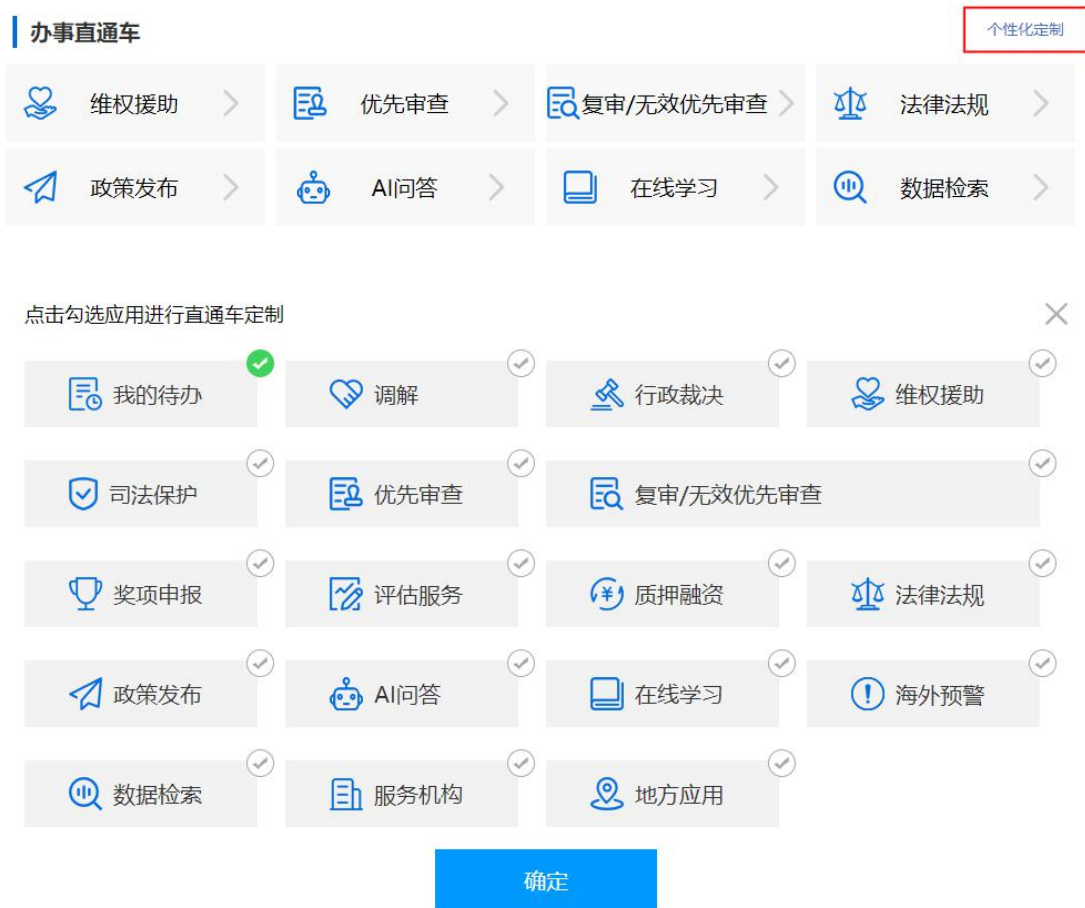 办事直通车 个性化定制
维权援助 优先审查 复审/无效优先审查 法律法规
政策发布 AI问答 在线学习 数据检索
点击勾选应用进行直通车定制
我的待办 调解 行政裁决 维权援助
司法保护 优先审查 复审/无效优先审查
奖项申报 评估服务 质押融资 法律法规
政策发布 AI问答 在线学习 海外预警
数据检索 服务机构 地方应用
确定